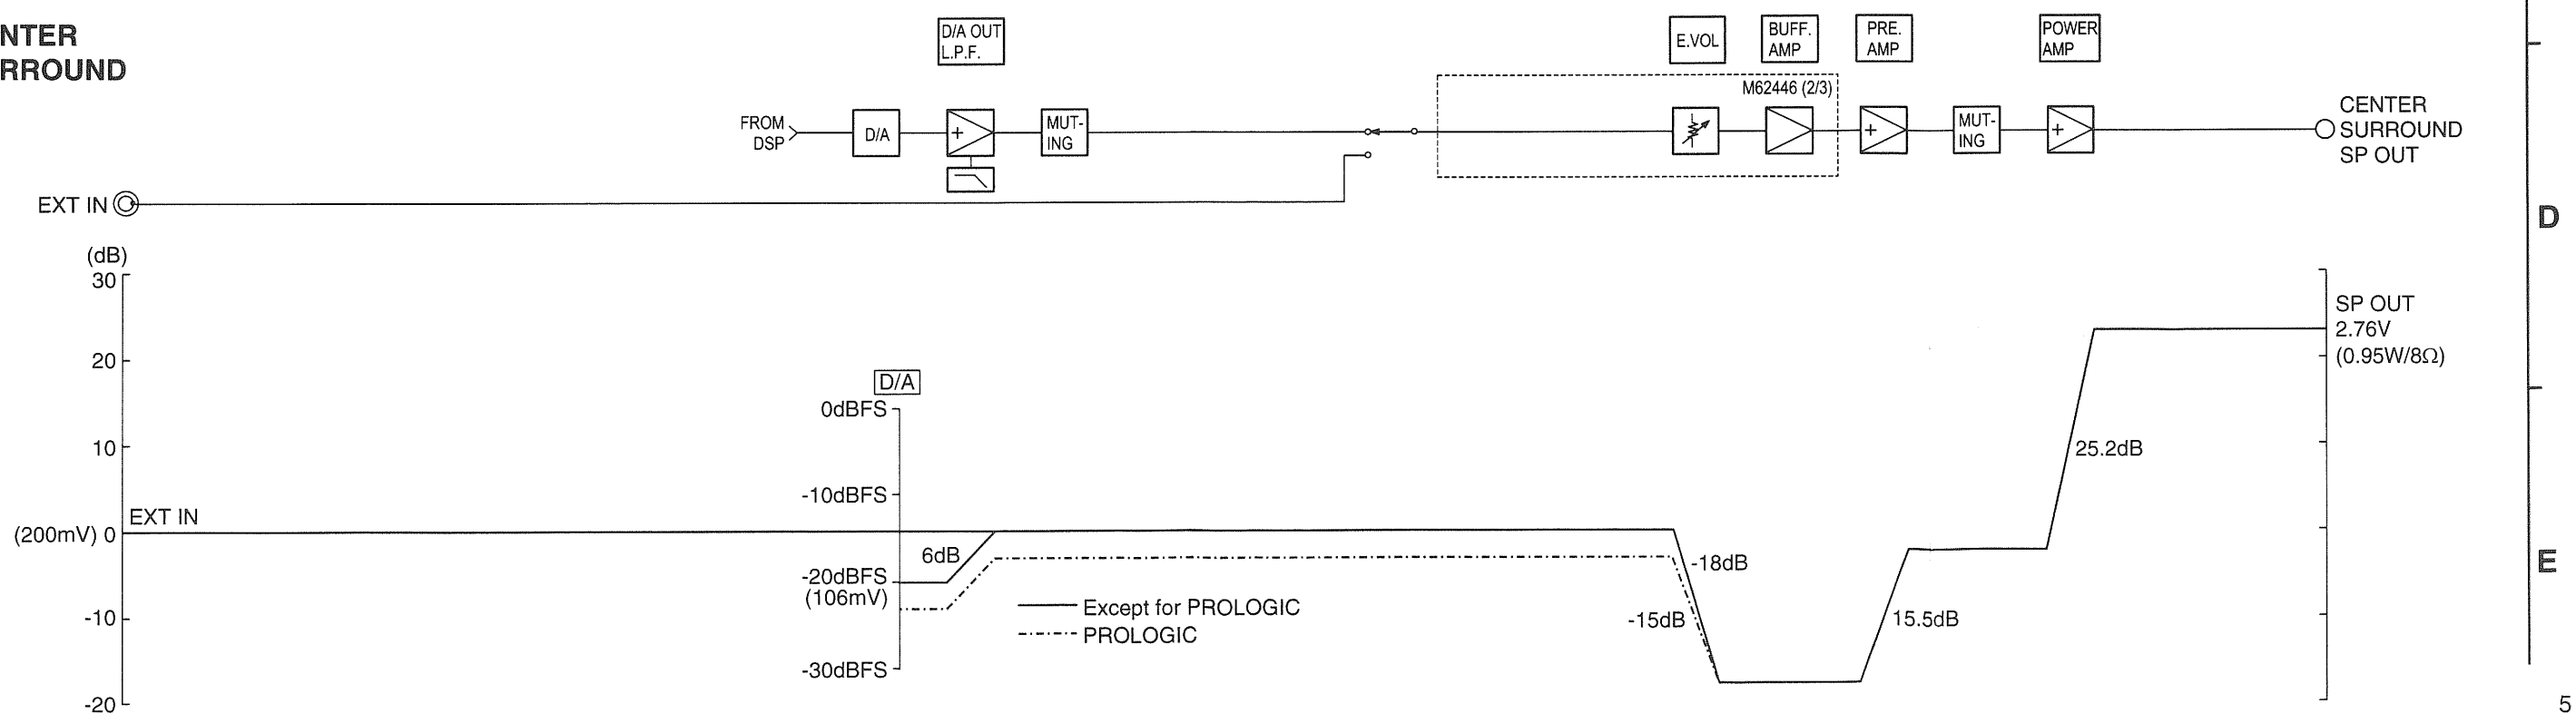 NTER
RROUND
D/A OUT
L.P.F.
E.VOL
BUFF.
AMP
PRE.
AMP
POWER
AMP
M62446 (2/3)
FROM
DSP
D/A
+
MUT-
ING
+
MUT-
ING
+
CENTER
SURROUND
SP OUT
EXT IN
D
(dB)
30
20
10
(200mV) 0
-10
-20
EXT IN
D/A
0dBFS
-10dBFS
-20dBFS
(106mV)
-30dBFS
6dB
Except for PROLOGIC
PROLOGIC
-18dB
-15dB
15.5dB
25.2dB
SP OUT
2.76V
(0.95W/8Ω)
E
5